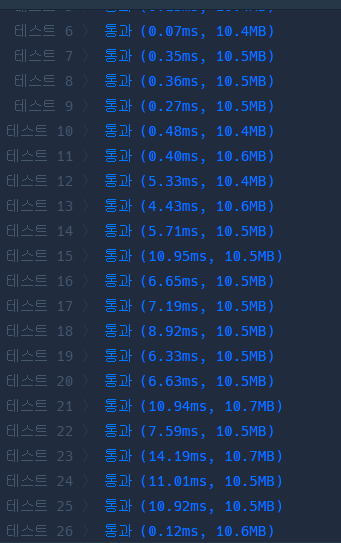 테스트 6 〉 통과 (0.07ms, 10.4MB)
테스트 7 〉 통과 (0.35ms, 10.5MB)
테스트 8 〉 통과 (0.36ms, 10.5MB)
테스트 9 〉 통과 (0.27ms, 10.5MB)
테스트 10 〉 통과 (0.48ms, 10.4MB)
테스트 11 〉 통과 (0.40ms, 10.6MB)
테스트 12 〉 통과 (5.33ms, 10.4MB)
테스트 13 〉 통과 (4.43ms, 10.6MB)
테스트 14 〉 통과 (5.71ms, 10.5MB)
테스트 15 〉 통과 (10.95ms, 10.5MB)
테스트 16 〉 통과 (6.65ms, 10.5MB)
테스트 17 〉 통과 (7.19ms, 10.5MB)
테스트 18 〉 통과 (8.92ms, 10.5MB)
테스트 19 〉 통과 (6.33ms, 10.5MB)
테스트 20 〉 통과 (6.63ms, 10.5MB)
테스트 21 〉 통과 (10.94ms, 10.7MB)
테스트 22 〉 통과 (7.59ms, 10.5MB)
테스트 23 〉 통과 (14.19ms, 10.7MB)
테스트 24 〉 통과 (11.01ms, 10.5MB)
테스트 25 〉 통과 (10.92ms, 10.5MB)
테스트 26 〉 통과 (0.12ms, 10.6MB)